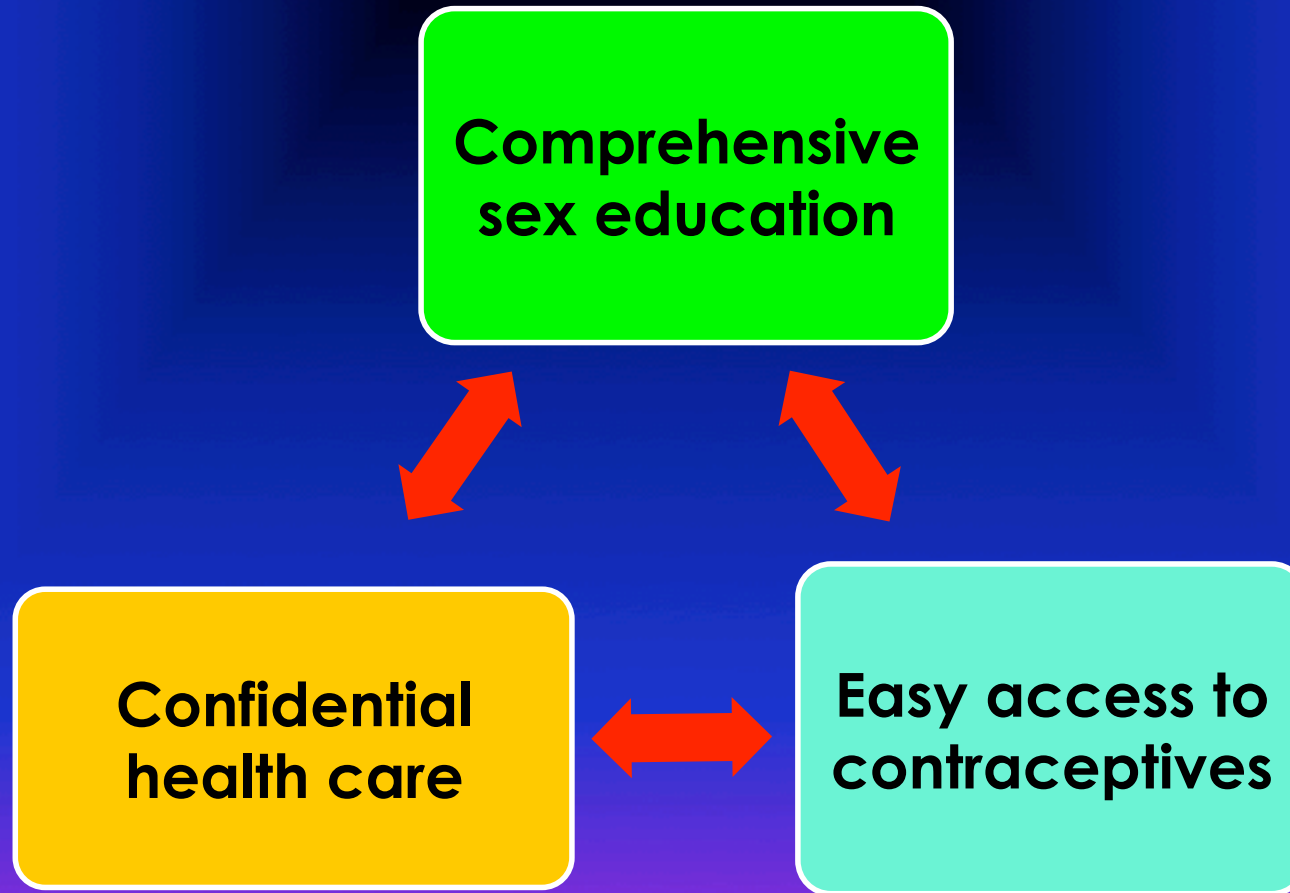 Comprehensive
sex education
Confidential
health care
Easy access to
contraceptives